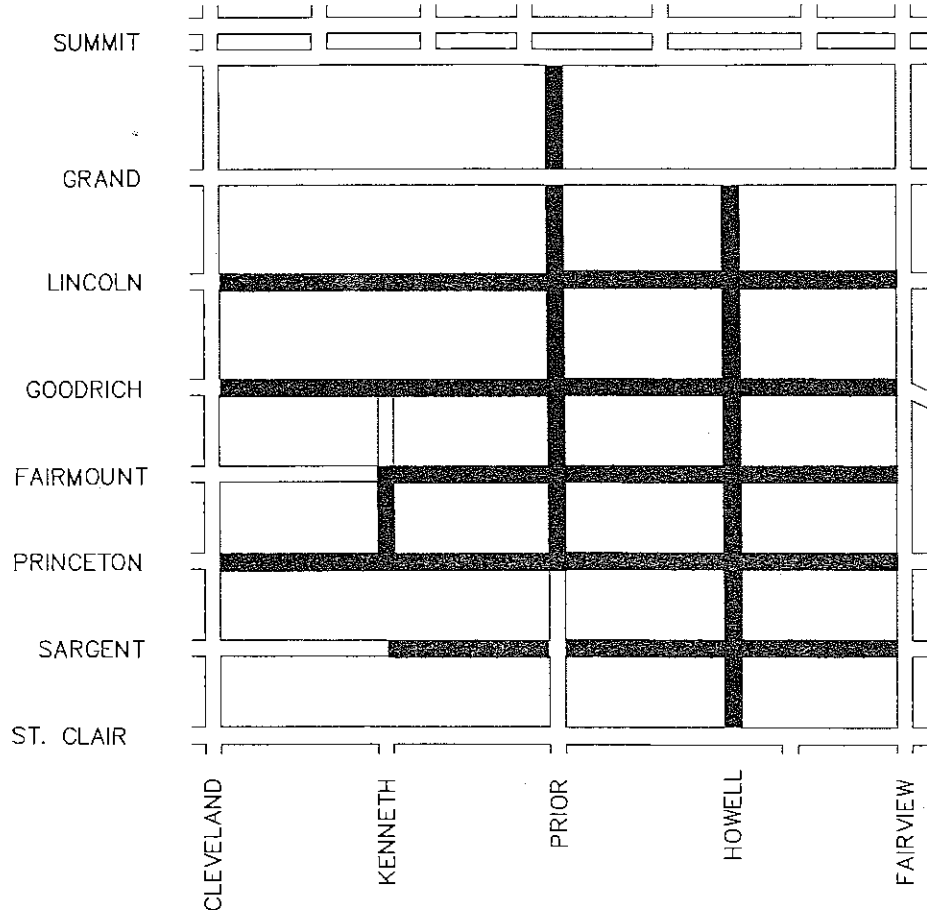 SUMMIT
GRAND
LINCOLN
GOODRICH
FAIRMOUNT
PRINCETON
SARGENT
ST. CLAIR
CLEVELAND
KENNETH
PRIOR
HOWELL
FAIRVIEW